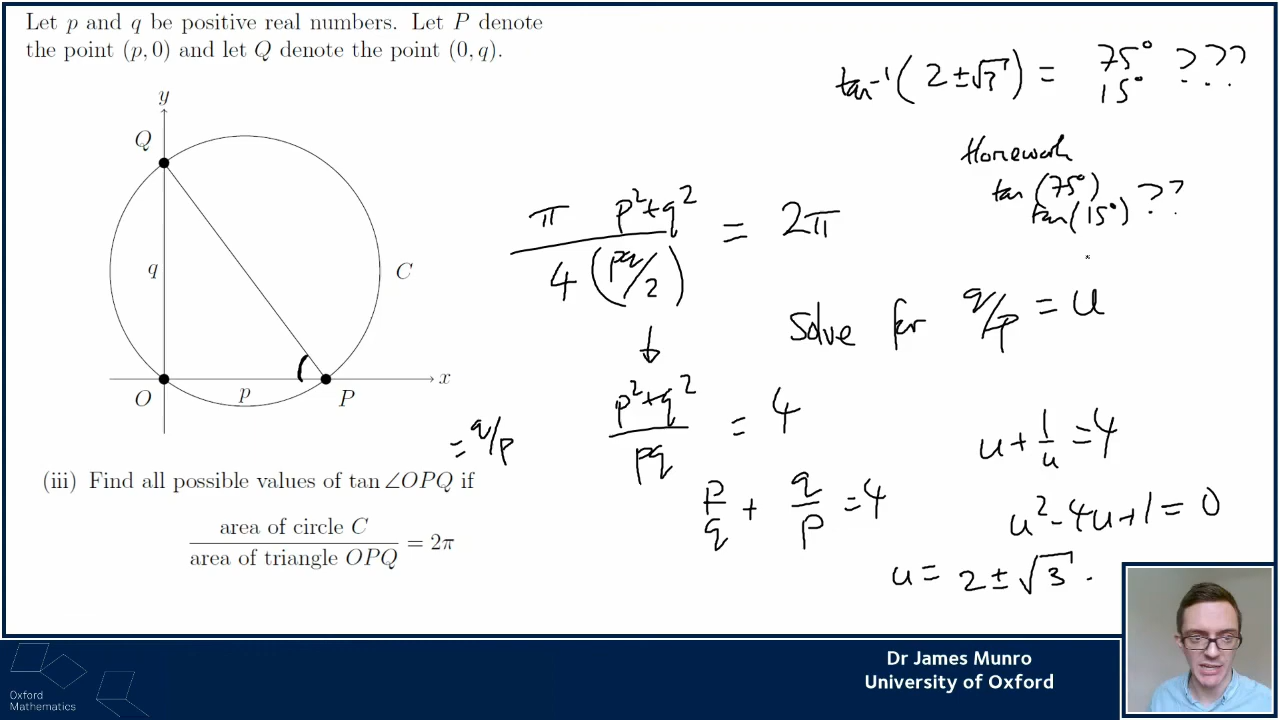 Let p and q be positive real numbers. Let P denote
the point (p, 0) and let Q denote the point (0, q).
y
Q
q
C
O
p
P
x
= q/p
(iii) Find all possible values of tan ∠OPQ if
area of circle C
area of triangle OPQ
= 2π
π p²+q²
4 (pq/2)
= 2π
↓
p²+q²
pq
= 4
p/q + q/p = 4
tan⁻¹(2±√3) = 75° ???
15° ...
Homework
tan (75°)
tan (15°) ??
Solve for q/p = u
u + 1/u = 4
u² - 4u + 1 = 0
u = 2 ± √3.
Oxford
Mathematics
Dr James Munro
University of Oxford